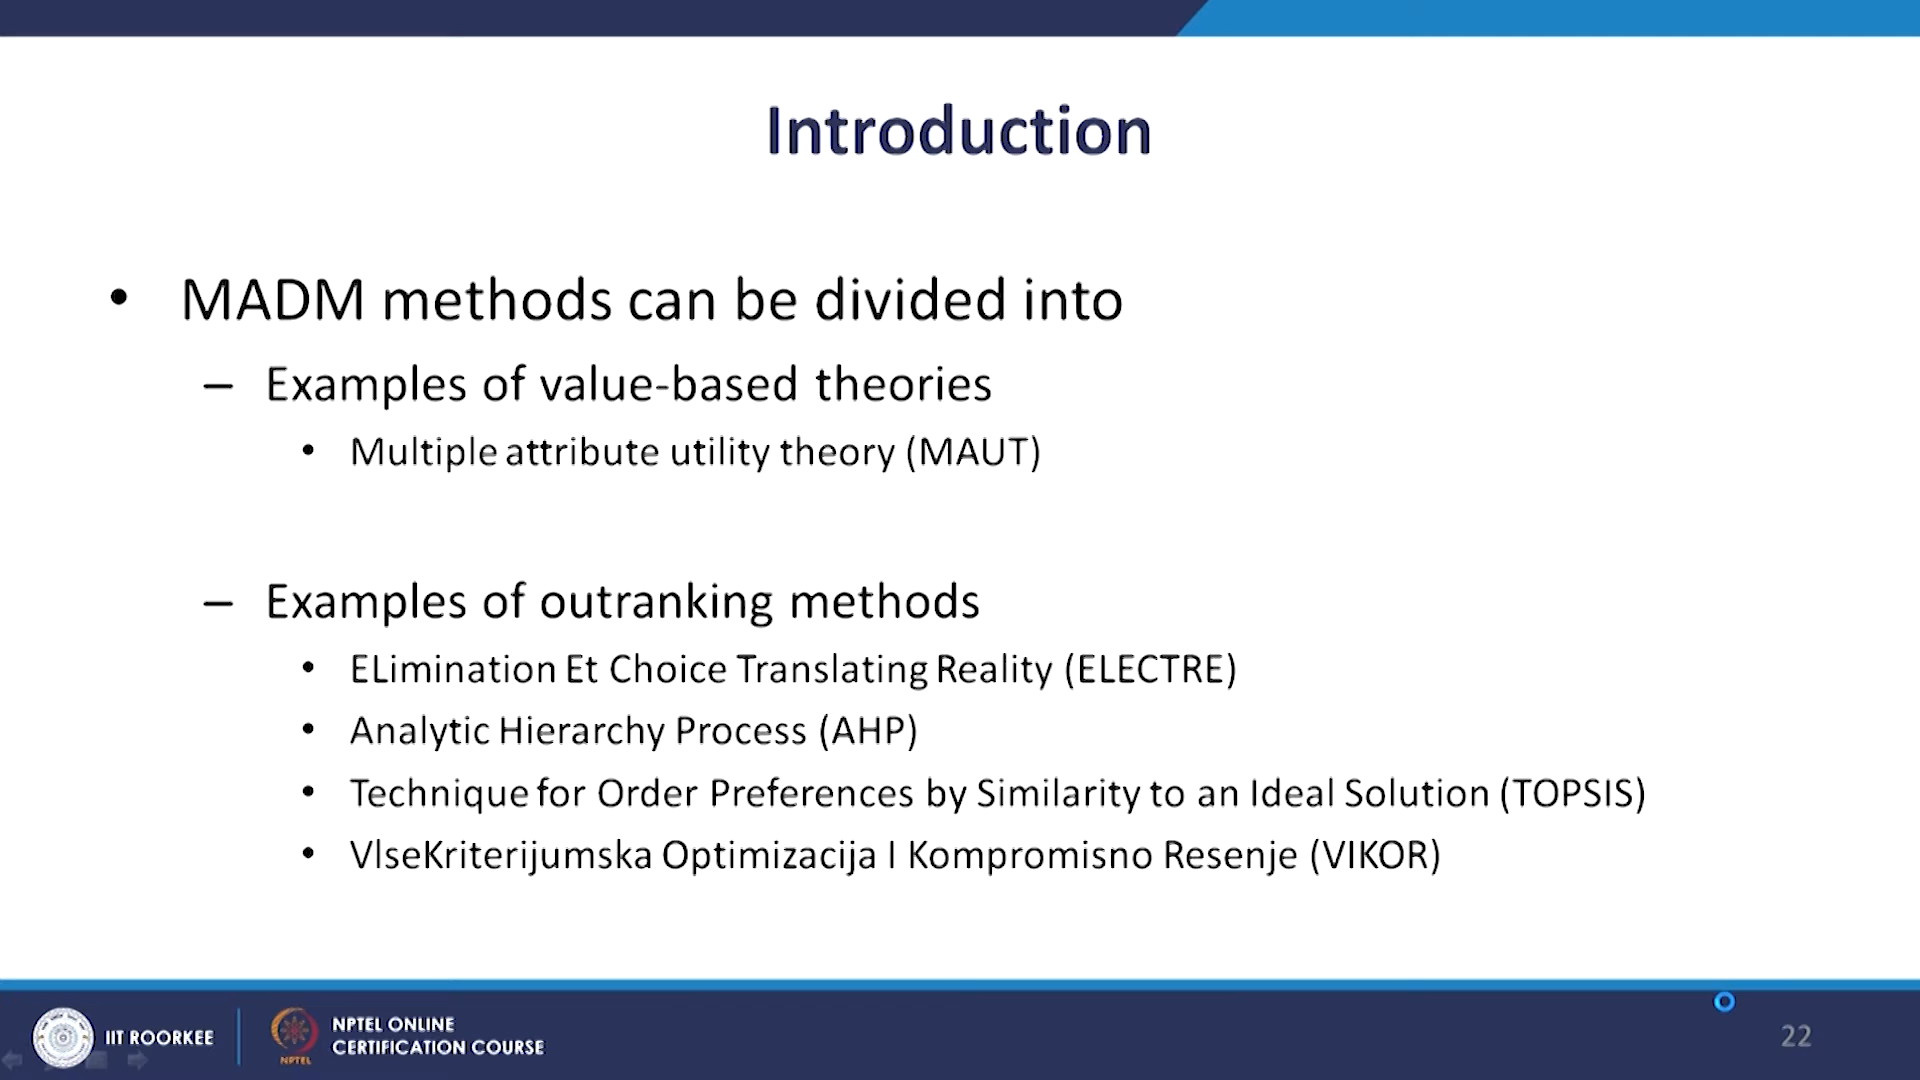 Introduction
• MADM methods can be divided into
– Examples of value-based theories
• Multiple attribute utility theory (MAUT)
– Examples of outranking methods
• ELimination Et Choice Translating Reality (ELECTRE)
• Analytic Hierarchy Process (AHP)
• Technique for Order Preferences by Similarity to an Ideal Solution (TOPSIS)
• VlseKriterijumska Optimizacija I Kompromisno Resenje (VIKOR)
IIT ROORKEE
NPTEL
NPTEL ONLINE
CERTIFICATION COURSE
22